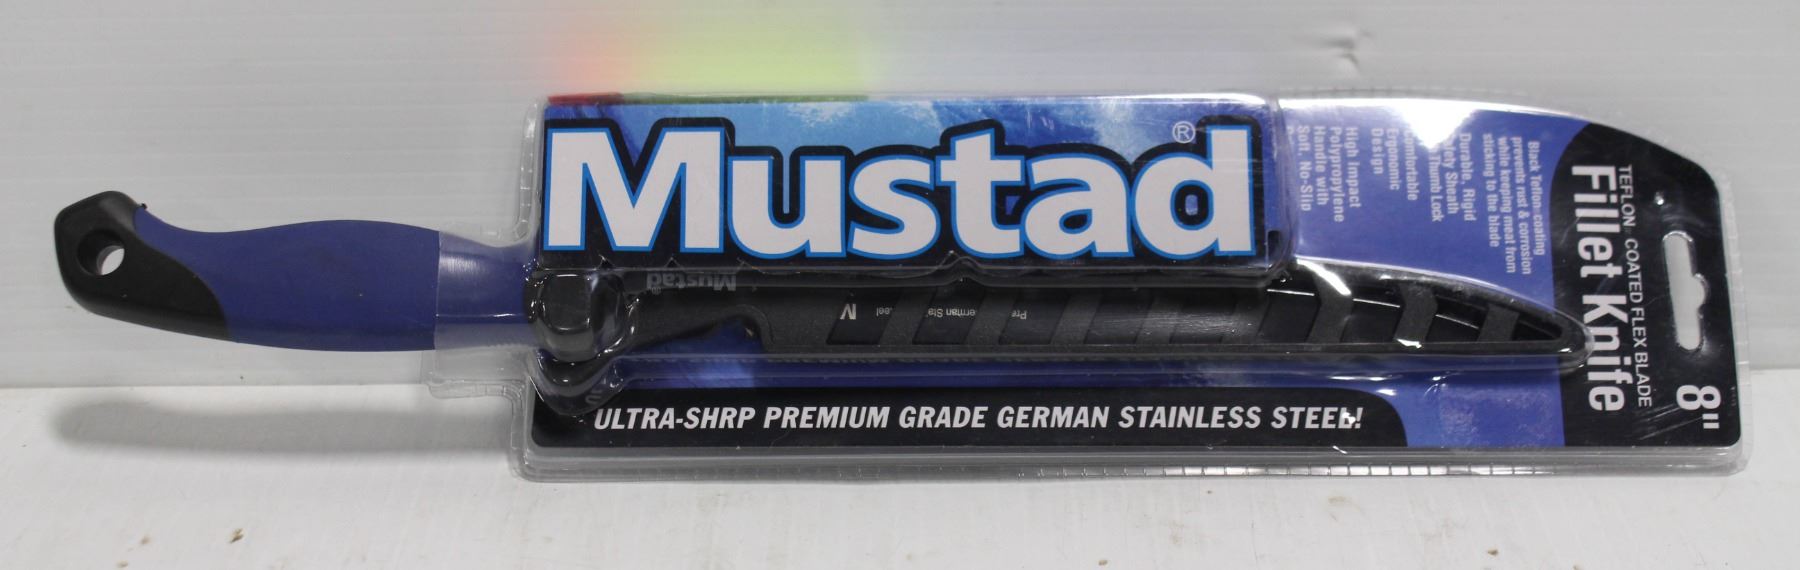 Mustad®
8"
TEFLON COATED FLEX BLADE
Fillet Knife
Black Teflon coating
prevents rust & corrosion
while keeping meat from
sticking to the blade
Durable, Rigid
Sheath
Thumb Lock
Comfortable
Ergonomic
Design
High Impact
Polypropylene
Handle with
Soft, No-Slip
Mustad®
ULTRA-SHRP PREMIUM GRADE GERMAN STAINLESS STEEL!